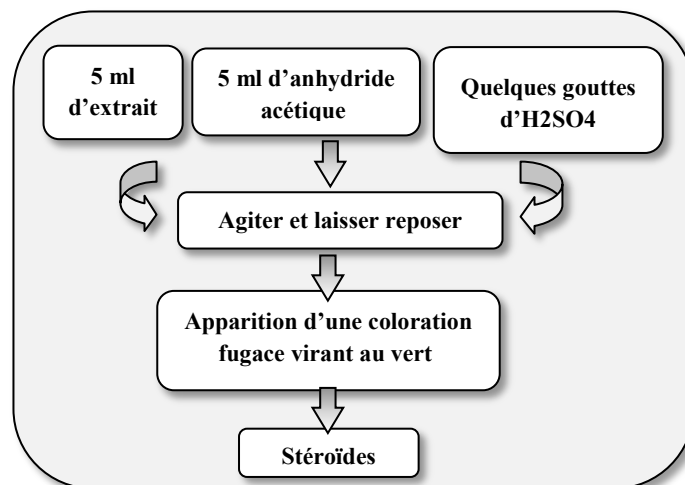 5 ml
d’extrait
5 ml d’anhydride
acétique
Quelques gouttes
d’H2SO4
Agiter et laisser reposer
Apparition d’une coloration
fugace virant au vert
Stéroïdes